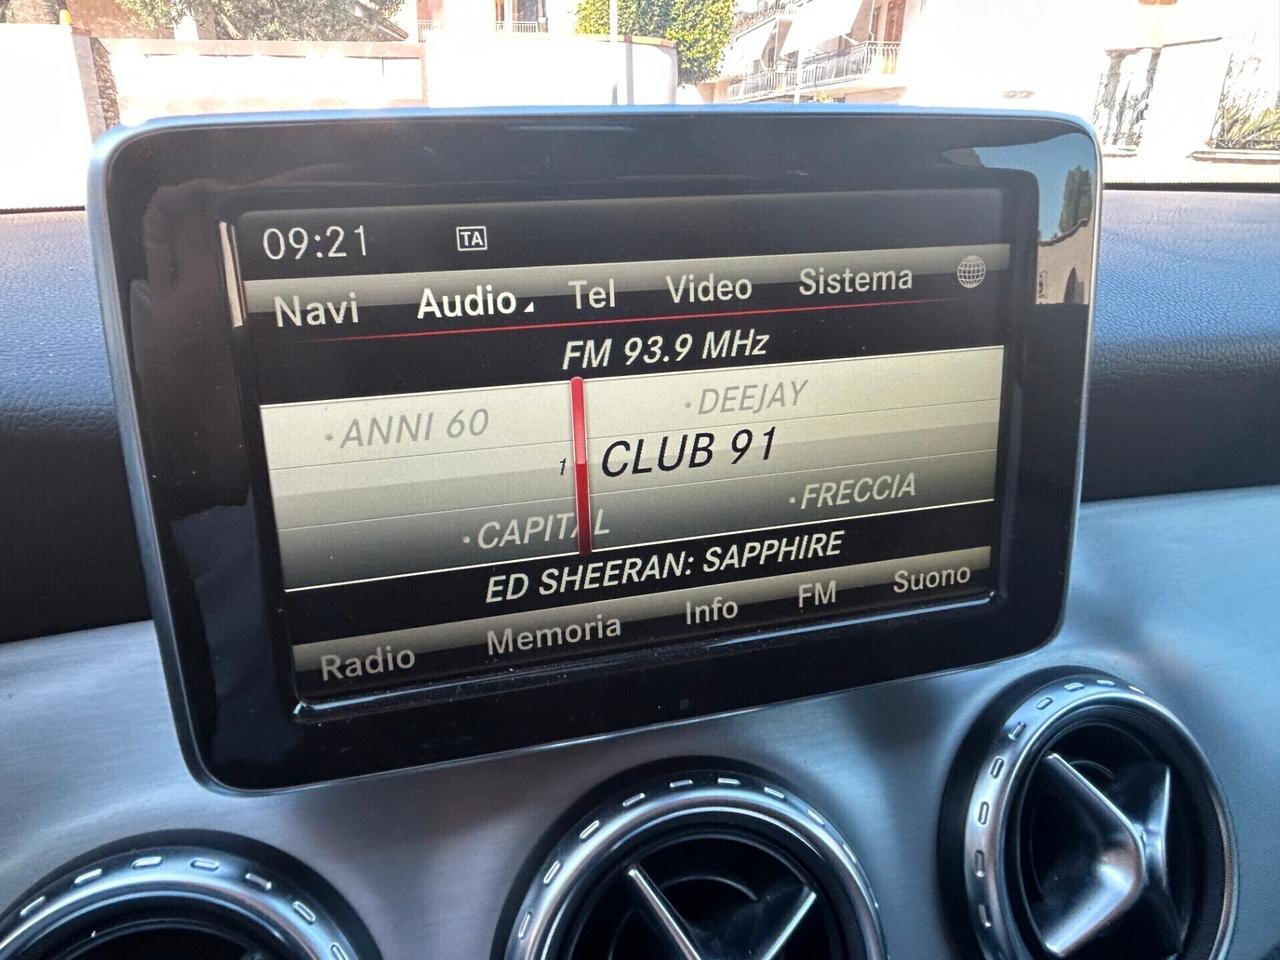 09:21 TA
Navi Audio Tel Video Sistema
FM 93.9 MHz
·ANNI 60 ·DEEJAY
1 CLUB 91
·CAPITAL ·FRECCIA
ED SHEERAN: SAPPHIRE
Radio Memoria Info FM Suono